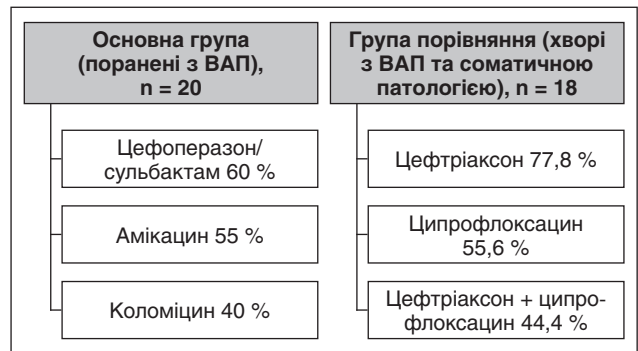 Основна група
(поранені з ВАП),
n = 20
Цефоперазон/
сульбактам 60 %
Амікацин 55 %
Коломіцин 40 %
Група порівняння (хворі
з ВАП та соматичною
патологією), n = 18
Цефтріаксон 77,8 %
Ципрофлоксацин
55,6 %
Цефтріаксон + ципро-
флоксацин 44,4 %